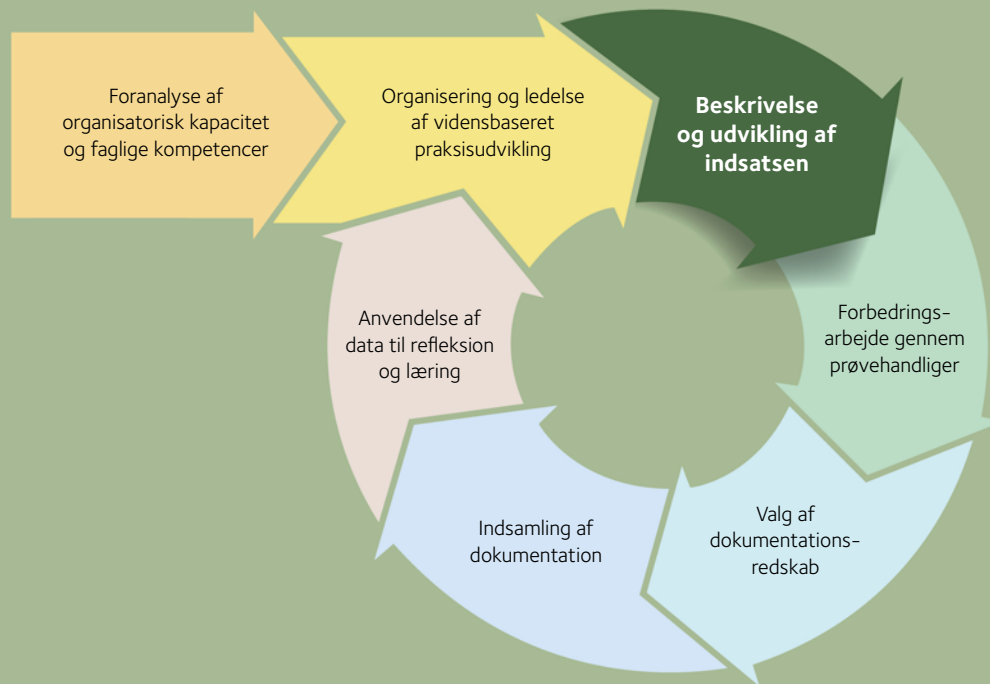 Foranalyse af
organisatorisk kapacitet
og faglige kompetencer
Organisering og ledelse
af vidensbaseret
praksisudvikling
Beskrivelse
og udvikling af
indsatsen
Forbedrings-
arbejde gennem
prøvehandliger
Valg af
dokumentations-
redskab
Indsamling af
dokumentation
Anvendelse af
data til refleksion
og læring